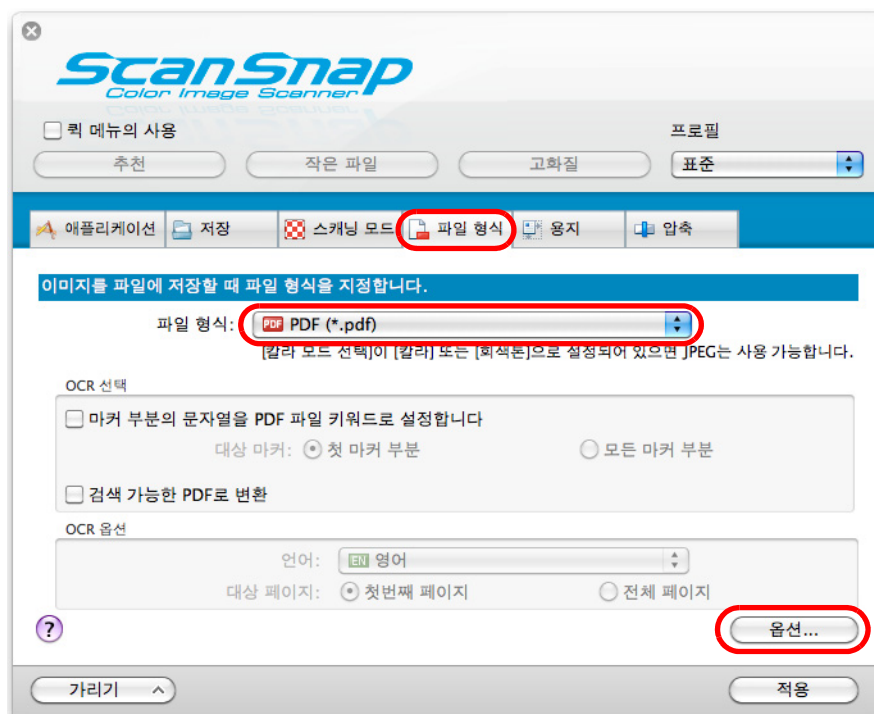 ScanSnap
Color Image Scanner
퀵 메뉴의 사용
프로필
추천 작은 파일 고화질 표준
애플리케이션 저장 스캐닝 모드 파일 형식 용지 압축
이미지를 파일에 저장할 때 파일 형식을 지정합니다.
파일 형식: PDF PDF (*.pdf)
[칼라 모드 선택]이 [칼라] 또는 [회색톤]으로 설정되어 있으면 JPEG는 사용 가능합니다.
OCR 선택
마커 부분의 문자열을 PDF 파일 키워드로 설정합니다
대상 마커: 첫 마커 부분 모든 마커 부분
검색 가능한 PDF로 변환
OCR 옵션
언어: EN 영어
대상 페이지: 첫번째 페이지 전체 페이지
? 옵션...
가리기 적용